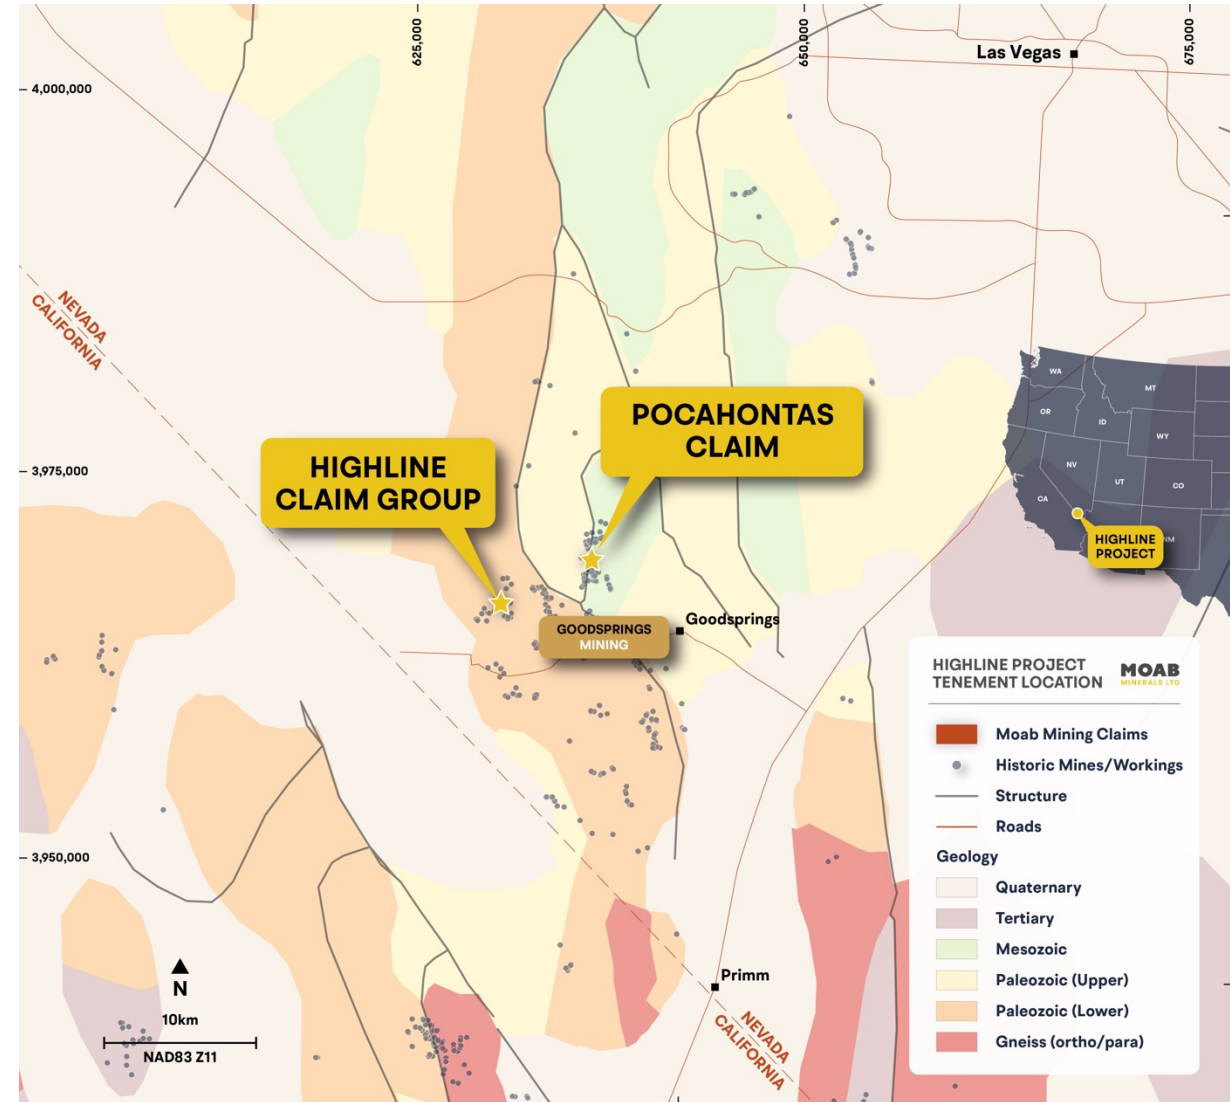 625,000
650,000
675,000
Las Vegas
4,000,000
NEVADA
CALIFORNIA
WA
MT
OR
ID
WY
NV
UT
CO
CA
NM
HIGHLINE
PROJECT
POCAHONTAS
CLAIM
HIGHLINE
CLAIM GROUP
3,975,000
GOODSPRINGS
MINING
Goodsprings
HIGHLINE PROJECT
TENEMENT LOCATION
MOAB
MINERALS LTD
Moab Mining Claims
Historic Mines/Workings
Structure
Roads
Geology
Quaternary
Tertiary
Mesozoic
Paleozoic (Upper)
Paleozoic (Lower)
Gneiss (ortho/para)
3,950,000
Primm
NEVADA
CALIFORNIA
N
10km
NAD83 Z11